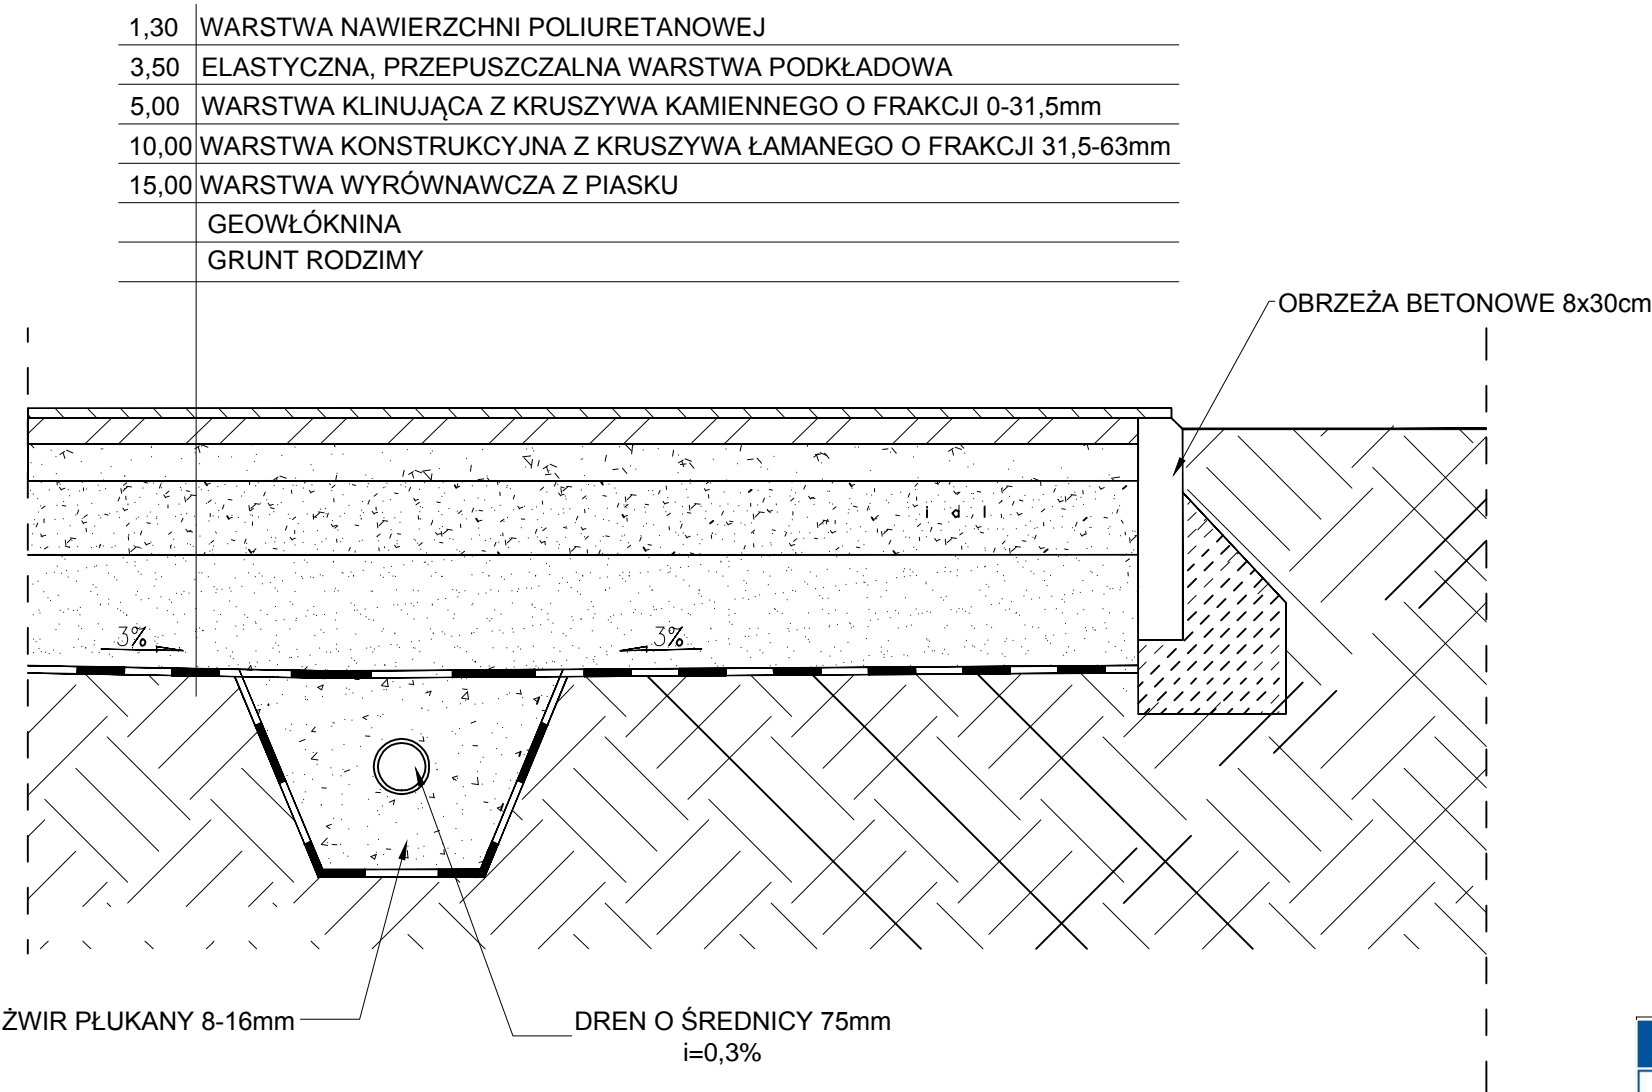 1,30 WARSTWA NAWIERZCHNI POLIURETANOWEJ
3,50 ELASTYCZNA, PRZEPUSZCZALNA WARSTWA PODKŁADOWA
5,00 WARSTWA KLINUJĄCA Z KRUSZYWA KAMIENNEGO O FRAKCJI 0-31,5mm
10,00 WARSTWA KONSTRUKCYJNA Z KRUSZYWA ŁAMANEGO O FRAKCJI 31,5-63mm
15,00 WARSTWA WYRÓWNAWCZA Z PIASKU
GEOWŁÓKNINA
GRUNT RODZIMY
OBRZEŻA BETONOWE 8x30cm
i d l
3% 3%
ŻWIR PŁUKANY 8-16mm
DREN O ŚREDNICY 75mm
i=0,3%